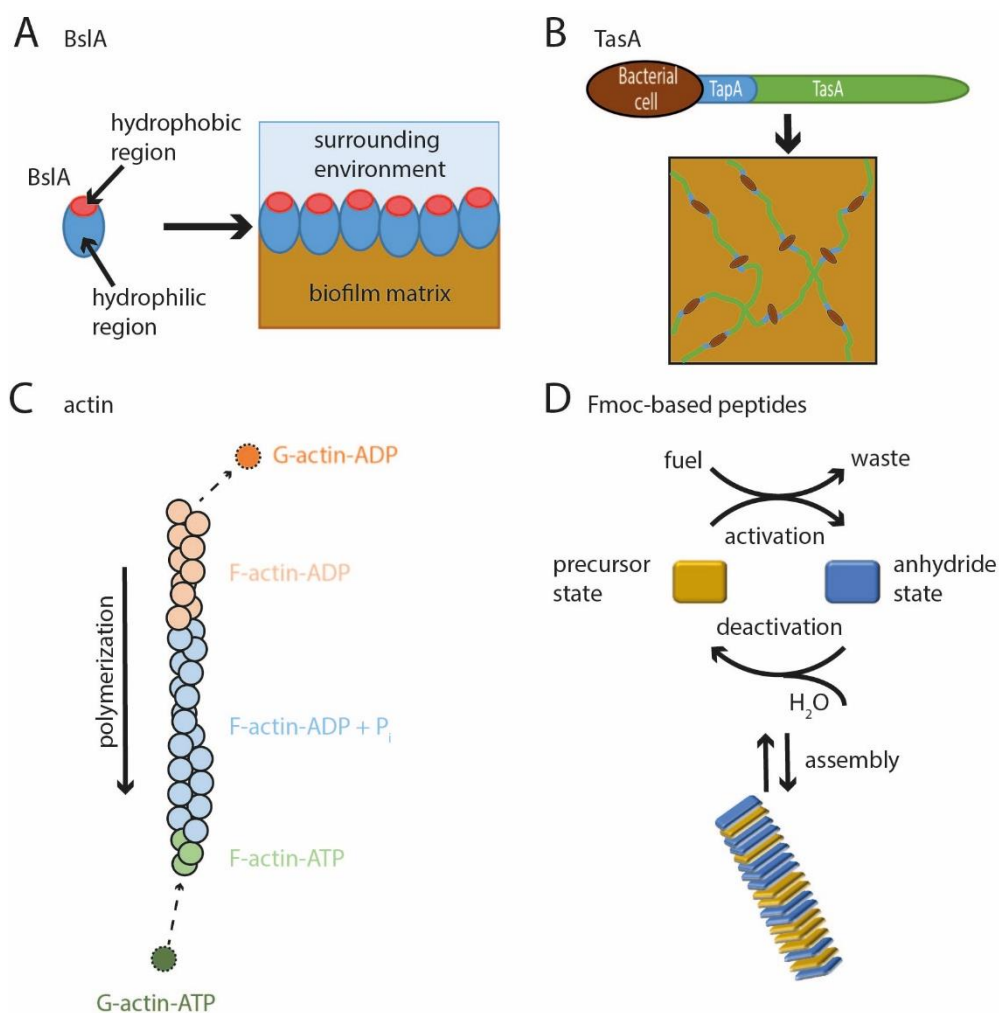 A BslA
hydrophobic
region
BslA
hydrophilic
region
surrounding
environment
biofilm matrix
B TasA
Bacterial
cell
TapA
TasA
C actin
G-actin-ADP
F-actin-ADP
polymerization
F-actin-ADP + Pᵢ
F-actin-ATP
G-actin-ATP
D Fmoc-based peptides
fuel
waste
activation
precursor
state
anhydride
state
deactivation
H₂O
assembly